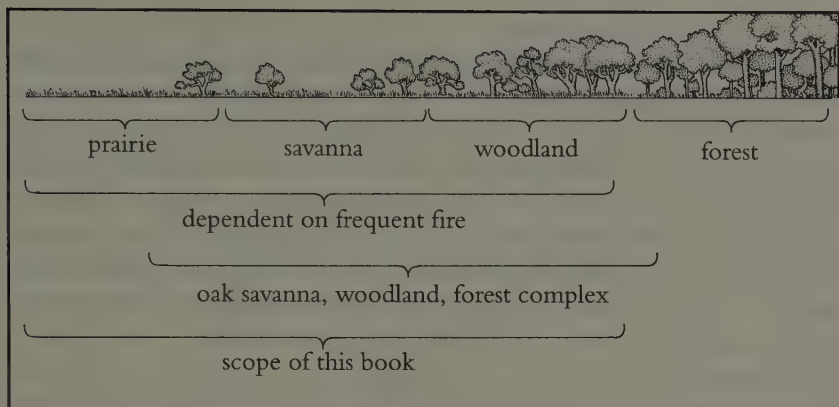 prairie savanna woodland forest
dependent on frequent fire
oak savanna, woodland, forest complex
scope of this book